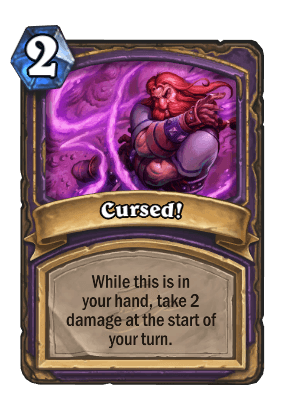 2
Cursed!
While this is in
your hand, take 2
damage at the start of
your turn.